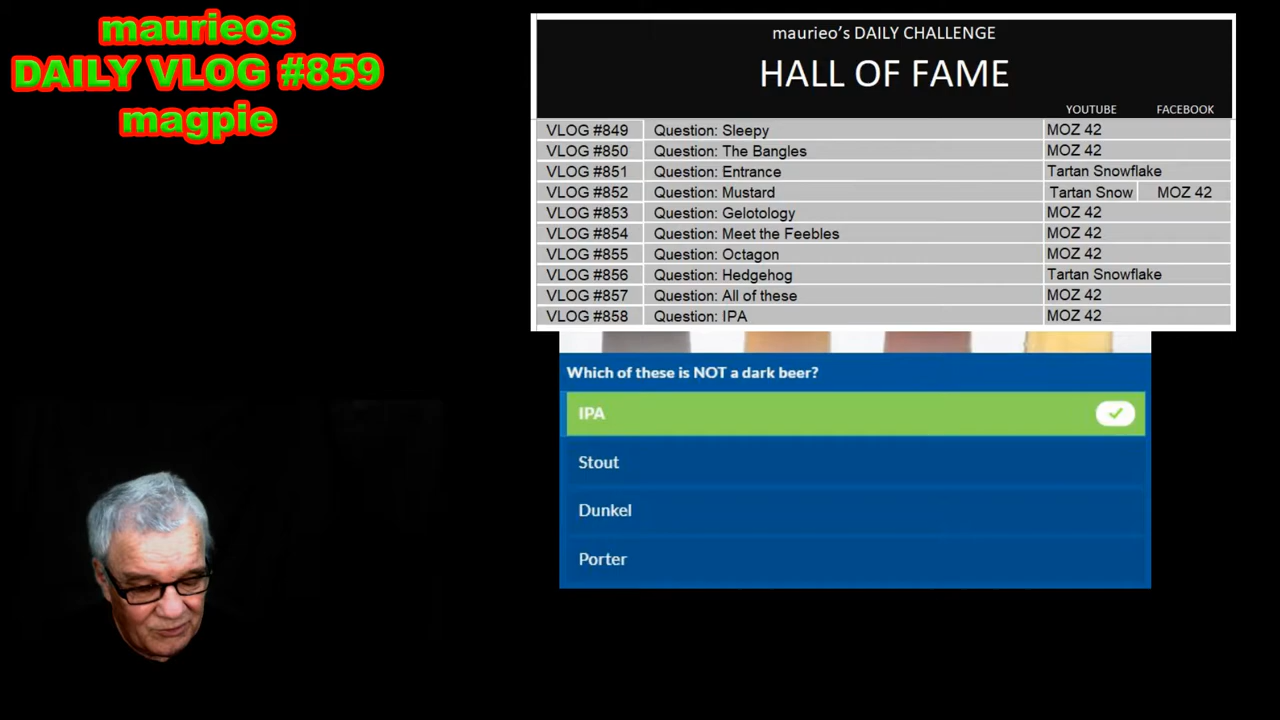 maurieos
DAILY VLOG #859
magpie
maurieo's DAILY CHALLENGE
HALL OF FAME
YOUTUBE FACEBOOK
VLOG #849 Question: Sleepy MOZ 42
VLOG #850 Question: The Bangles MOZ 42
VLOG #851 Question: Entrance Tartan Snowflake
VLOG #852 Question: Mustard Tartan Snow MOZ 42
VLOG #853 Question: Gelotology MOZ 42
VLOG #854 Question: Meet the Feebles MOZ 42
VLOG #855 Question: Octagon MOZ 42
VLOG #856 Question: Hedgehog Tartan Snowflake
VLOG #857 Question: All of these MOZ 42
VLOG #858 Question: IPA MOZ 42
Which of these is NOT a dark beer?
IPA
Stout
Dunkel
Porter